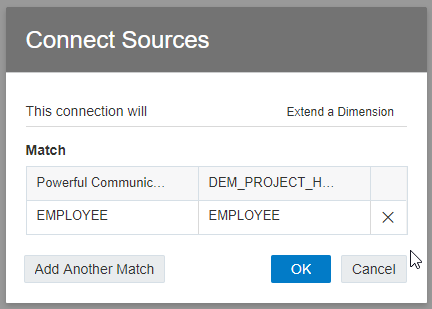 Connect Sources
This connection will Extend a Dimension
Match
Powerful Communic... DEM_PROJECT_H...
EMPLOYEE EMPLOYEE
Add Another Match OK Cancel